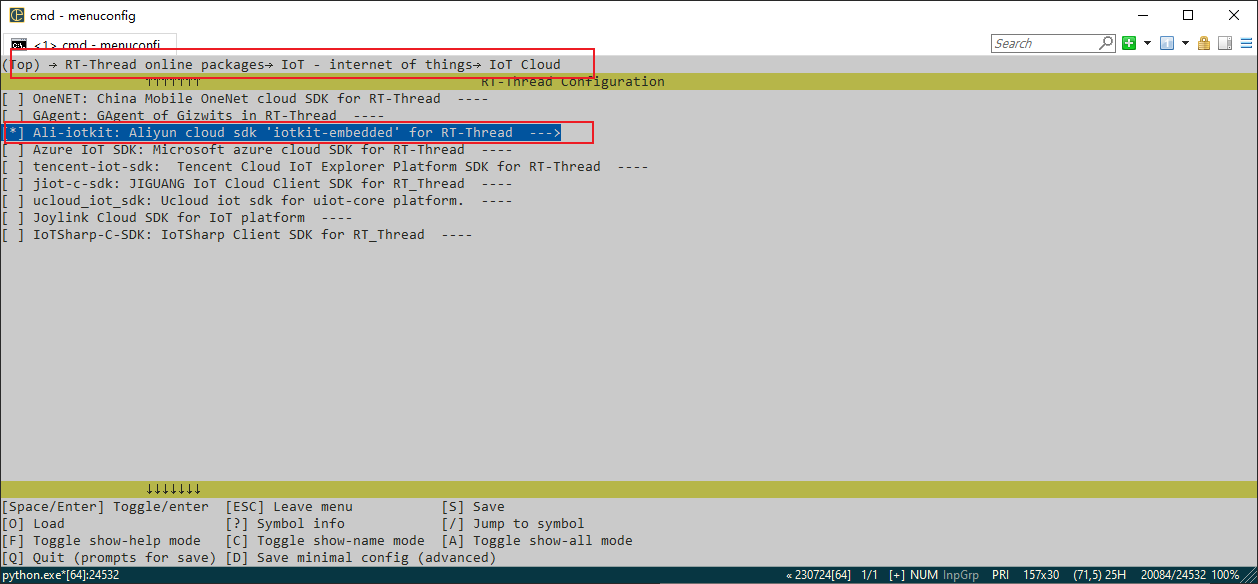 cmd - menuconfig
<1> cmd - menuconfi
Search
(Top) → RT-Thread online packages→ IoT - internet of things→ IoT Cloud
↑↑↑↑↑↑↑ RT-Thread Configuration
[ ] OneNET: China Mobile OneNet cloud SDK for RT-Thread ----
[ ] GAgent: GAgent of Gizwits in RT-Thread ----
[*] Ali-iotkit: Aliyun cloud sdk 'iotkit-embedded' for RT-Thread --->
[ ] Azure IoT SDK: Microsoft azure cloud SDK for RT-Thread ----
[ ] tencent-iot-sdk:  Tencent Cloud IoT Explorer Platform SDK for RT-Thread ----
[ ] jiot-c-sdk: JIGUANG IoT Cloud Client SDK for RT_Thread ----
[ ] ucloud_iot_sdk: Ucloud iot sdk for uiot-core platform. ----
[ ] Joylink Cloud SDK for IoT platform ----
[ ] IoTSharp-C-SDK: IoTSharp Client SDK for RT_Thread ----
↓↓↓↓↓↓↓
[Space/Enter] Toggle/enter [ESC] Leave menu [S] Save
[O] Load [?] Symbol info [/] Jump to symbol
[F] Toggle show-help mode [C] Toggle show-name mode [A] Toggle show-all mode
[Q] Quit (prompts for save) [D] Save minimal config (advanced)
python.exe*[64]:24532 « 230724[64] 1/1 [+] NUM InpGrp PRI 157x30 (71,5) 25H 20084/24532 100%